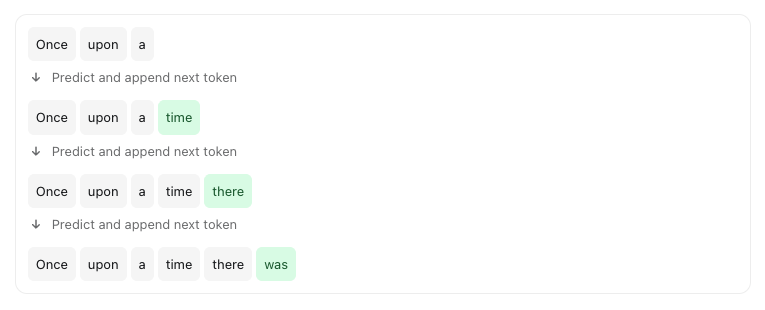 Once upon a
↓ Predict and append next token
Once upon a time
↓ Predict and append next token
Once upon a time there
↓ Predict and append next token
Once upon a time there was